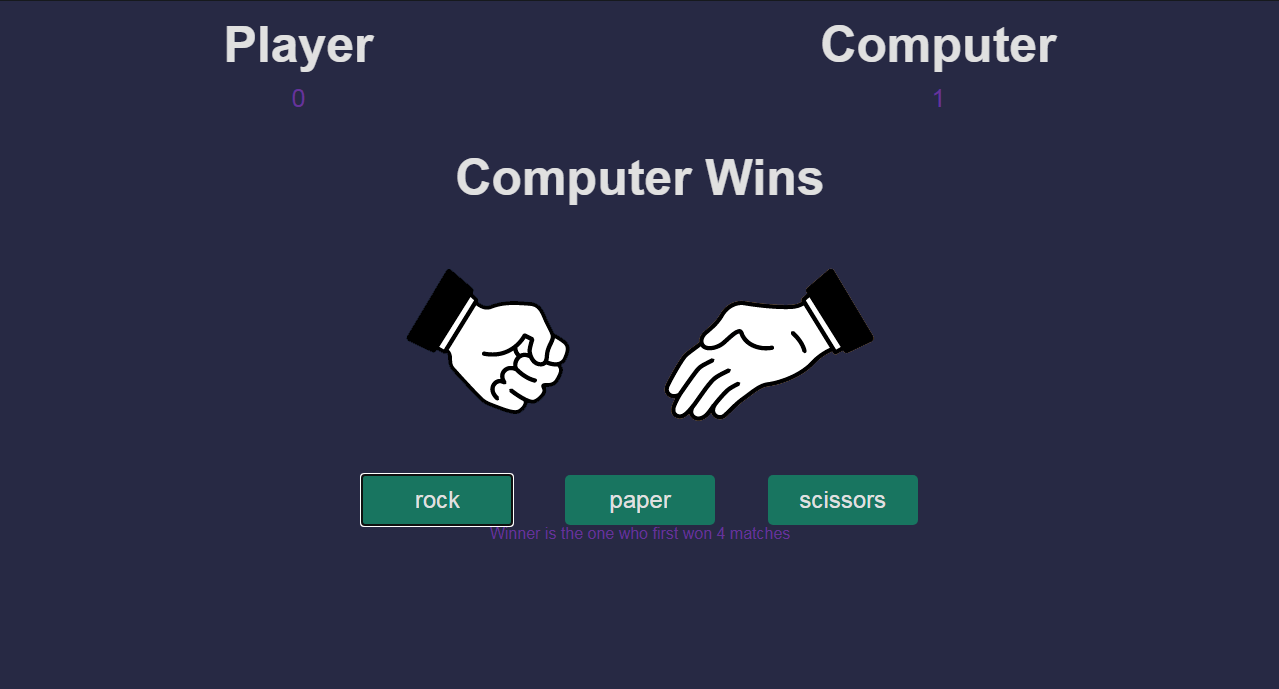 Player
Computer
0
1
Computer Wins
rock
paper
scissors
Winner is the one who first won 4 matches